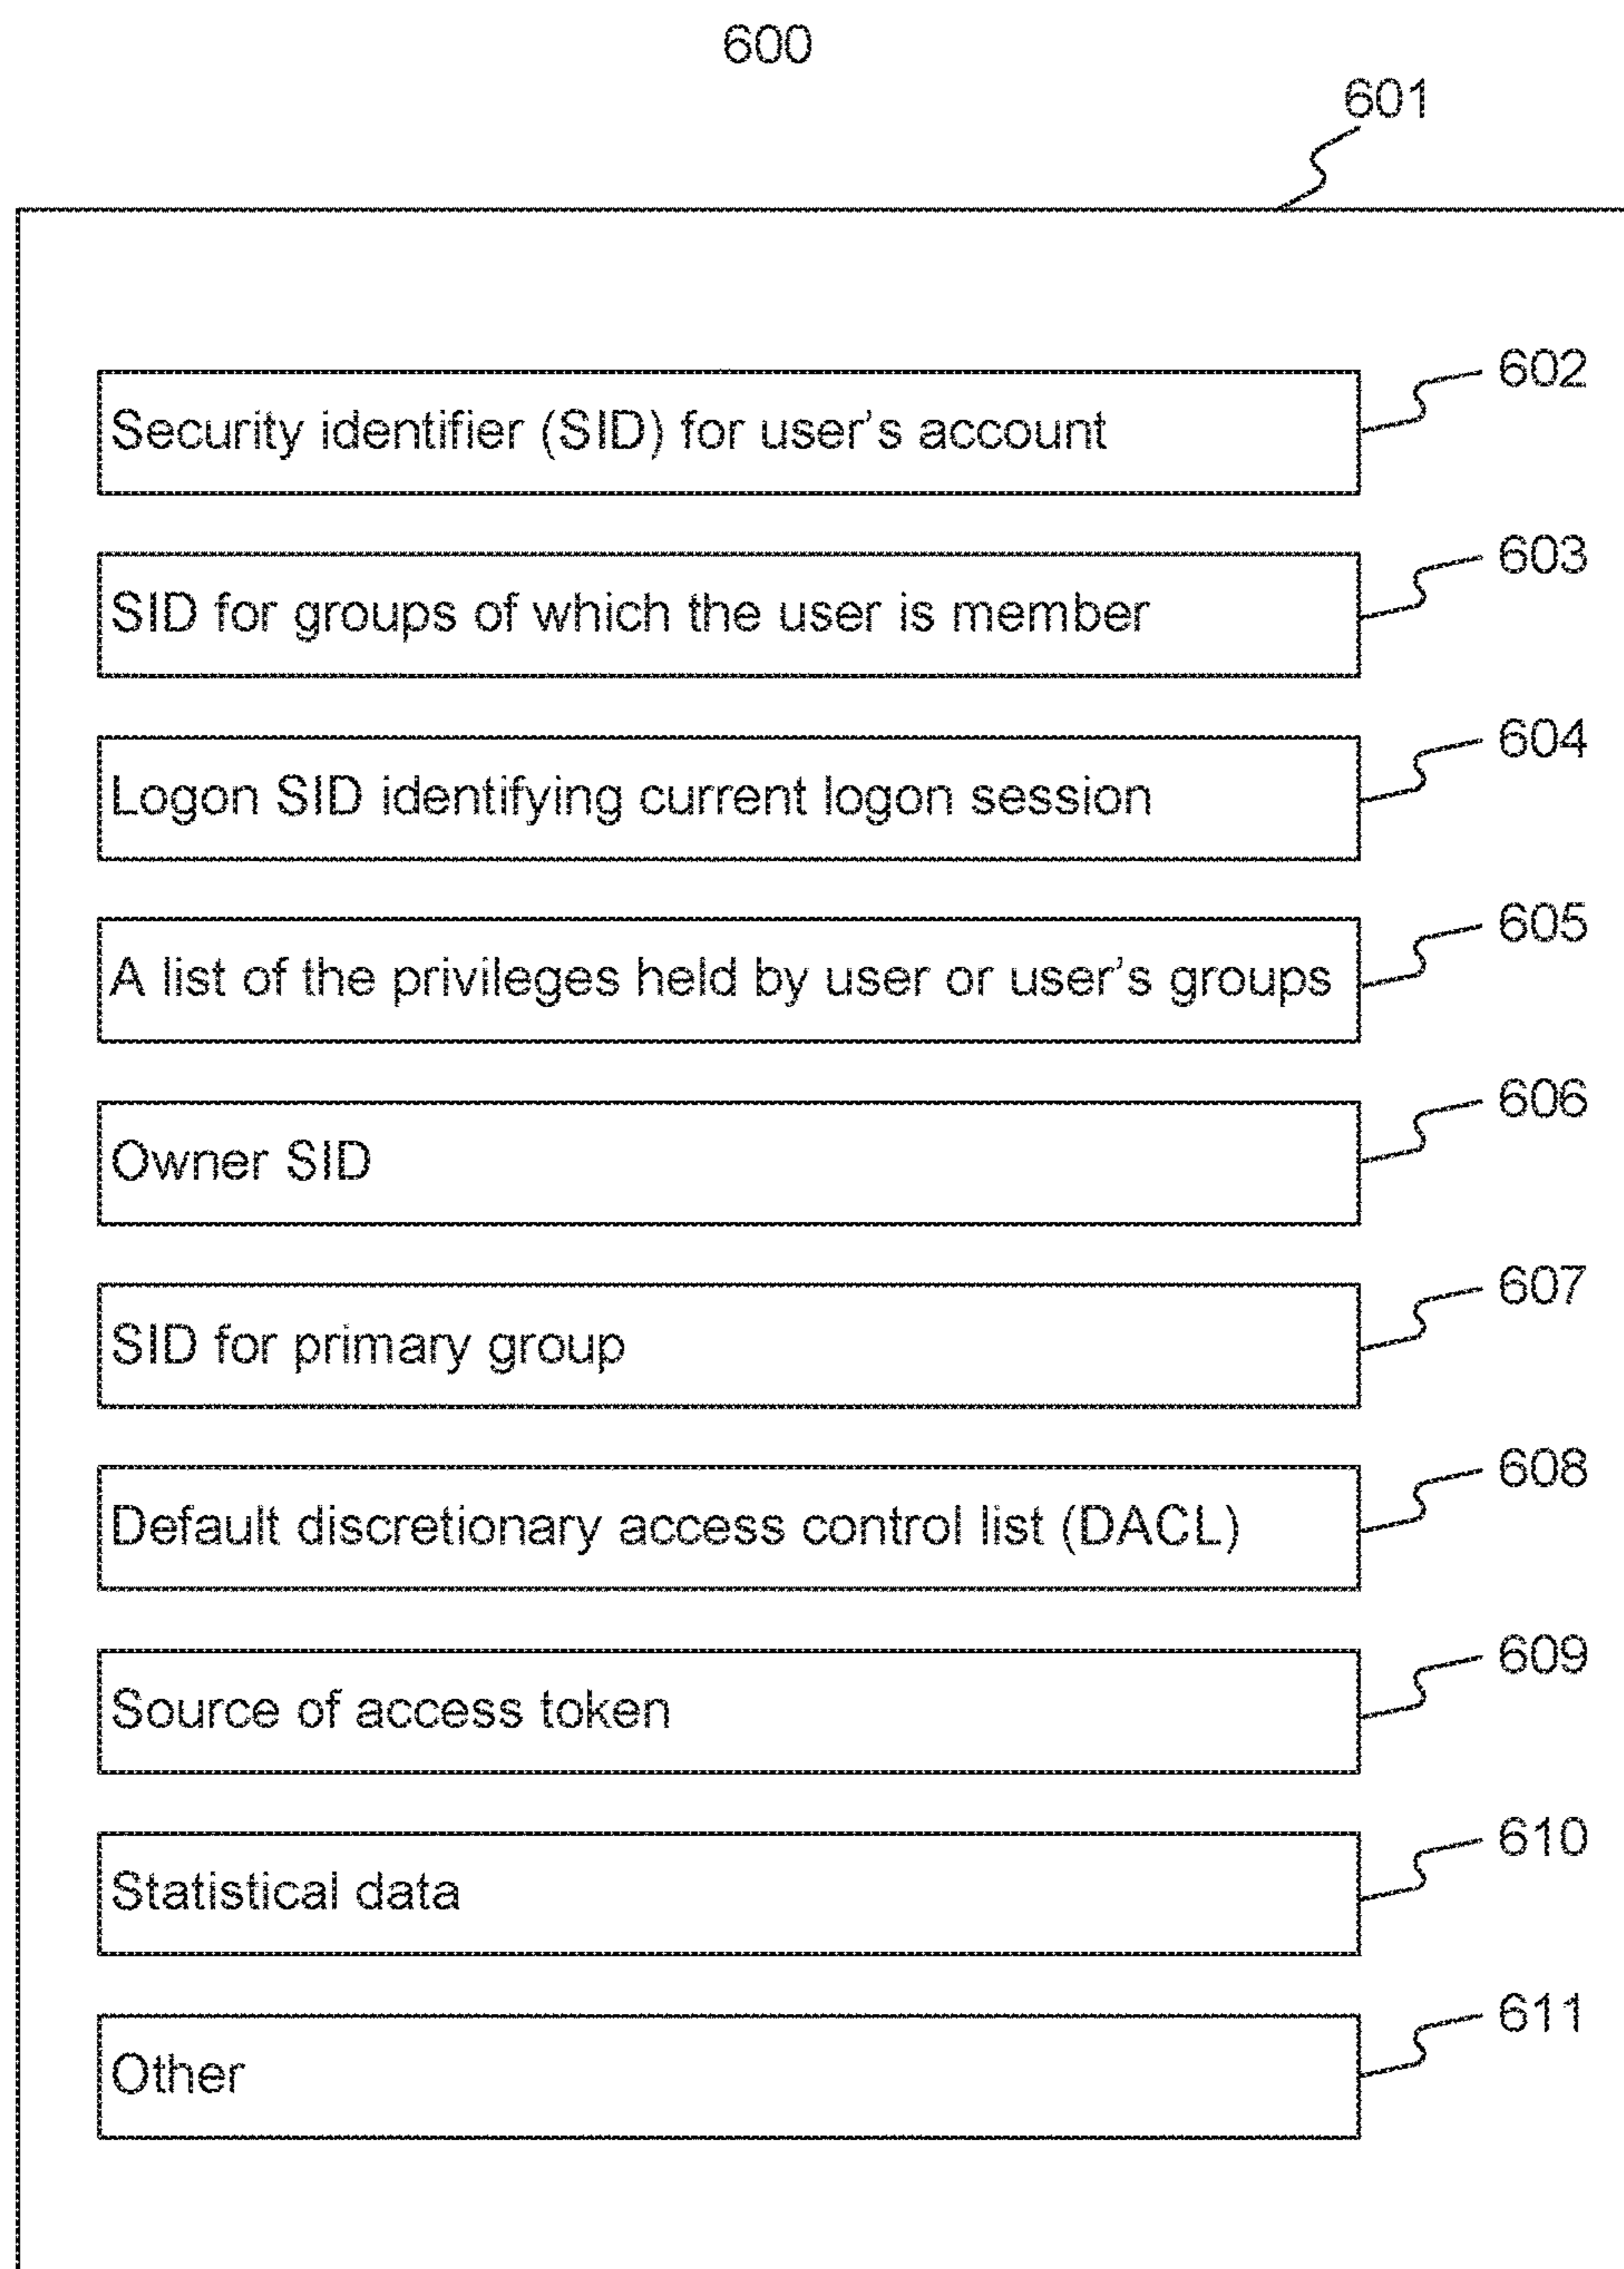 600
601
602
Security identifier (SID) for user’s account
603
SID for groups of which the user is member
604
Logon SID identifying current logon session
605
A list of the privileges held by user or user’s groups
606
Owner SID
607
SID for primary group
608
Default discretionary access control list (DACL)
609
Source of access token
610
Statistical data
611
Other